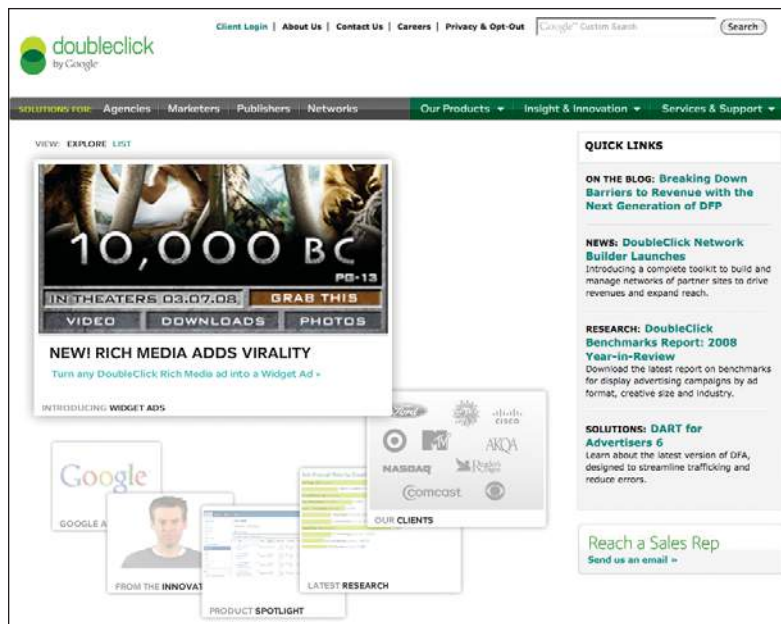 Client Login | About Us | Contact Us | Careers | Privacy & Opt-Out
Google™ Custom Search
Search
doubleclick
by Google
SOLUTIONS FOR: Agencies Marketers Publishers Networks
Our Products Insight & Innovation Services & Support
VIEW: EXPLORE LIST
10,000 BC
PG-13
IN THEATERS 03.07.08 GRAB THIS
VIDEO DOWNLOADS PHOTOS
NEW! RICH MEDIA ADDS VIRALITY
Turn any DoubleClick Rich Media ad into a Widget Ad »
INTRODUCING WIDGET ADS
Google
GOOGLE A
FROM THE INNOVAT
PRODUCT SPOTLIGHT
LATEST RESEARCH
Ford
CISCO
MTV
AKQA
NASDAQ
Reader's Digest
comcast
OUR CLIENTS
QUICK LINKS
ON THE BLOG: Breaking Down
Barriers to Revenue with the
Next Generation of DFP
NEWS: DoubleClick Network
Builder Launches
Introducing a complete toolkit to build and
manage networks of partner sites to drive
revenues and expand reach.
RESEARCH: DoubleClick
Benchmarks Report: 2008
Year-in-Review
Download the latest report on benchmarks
for display advertising campaigns by ad
format, creative size and industry.
SOLUTIONS: DART for
Advertisers 6
Learn about the latest version of DFA,
designed to streamline trafficking and
reduce errors.
Reach a Sales Rep
Send us an email »